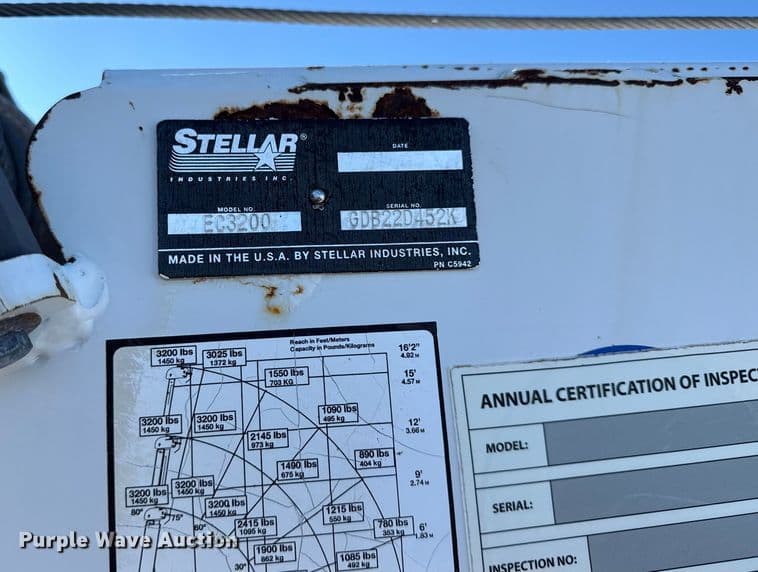 STELLAR®
INDUSTRIES INC.
DATE
MODEL NO.
EC3200
SERIAL NO.
GDB22D452K
MADE IN THE U.S.A. BY STELLAR INDUSTRIES, INC.
PN C5942
Reach in Feet/Meters
Capacity in Pounds/Kilograms
16'2"
4.92 M
3200 lbs
1450 kg
3025 lbs
1372 kg
1550 lbs
703 KG
15'
4.57 M
3200 lbs
1450 kg
3200 lbs
1450 kg
1090 lbs
495 kg
12'
3.66 M
2145 lbs
973 kg
1490 lbs
676 kg
890 lbs
404 kg
9'
2.74 M
3200 lbs
1450 kg
3200 lbs
1450 kg
80°
75°
3200 lbs
1450 kg
60°
2415 lbs
1095 kg
1215 lbs
550 kg
780 lbs
353 kg
6'
1.83 M
1900 lbs
862 kg
30°
1085 lbs
492 kg
ANNUAL CERTIFICATION OF INSPEC
MODEL:
SERIAL:
INSPECTION NO:
Purple Wave Auction